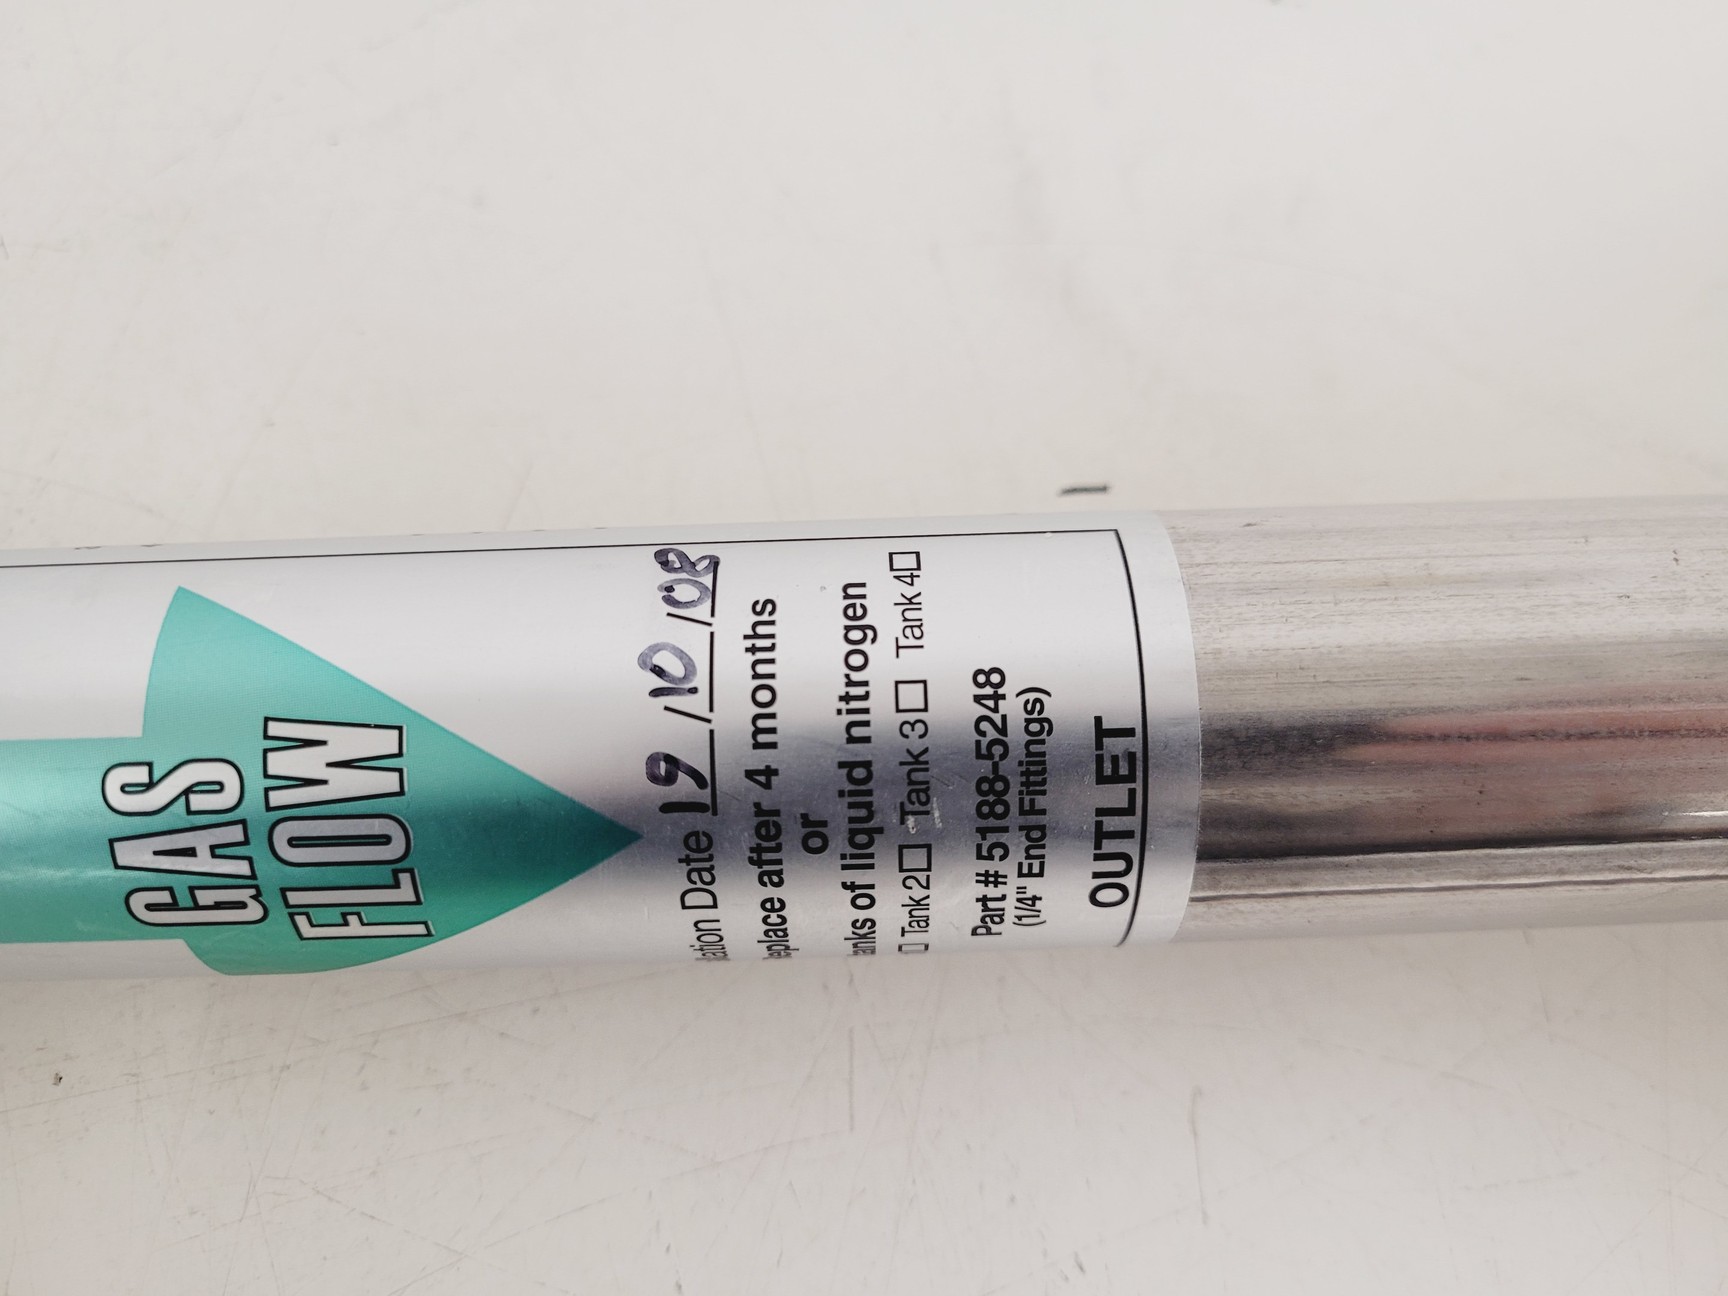 GAS
FLOW
Date 19/10/08
after 4 months
or
of liquid nitrogen
□ Tank 2□ Tank 3□ Tank 4□
Part # 5188-5248
(1/4" End Fittings)
OUTLET